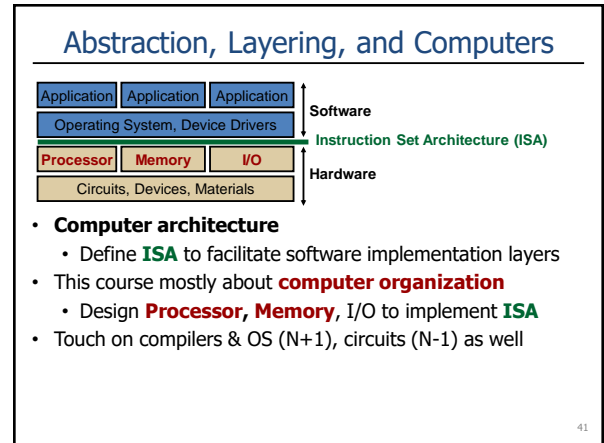 Abstraction, Layering, and Computers
Application Application Application
Software
Operating System, Device Drivers
Instruction Set Architecture (ISA)
Processor Memory I/O
Hardware
Circuits, Devices, Materials
• Computer architecture
• Define ISA to facilitate software implementation layers
• This course mostly about computer organization
• Design Processor, Memory, I/O to implement ISA
• Touch on compilers & OS (N+1), circuits (N-1) as well
41